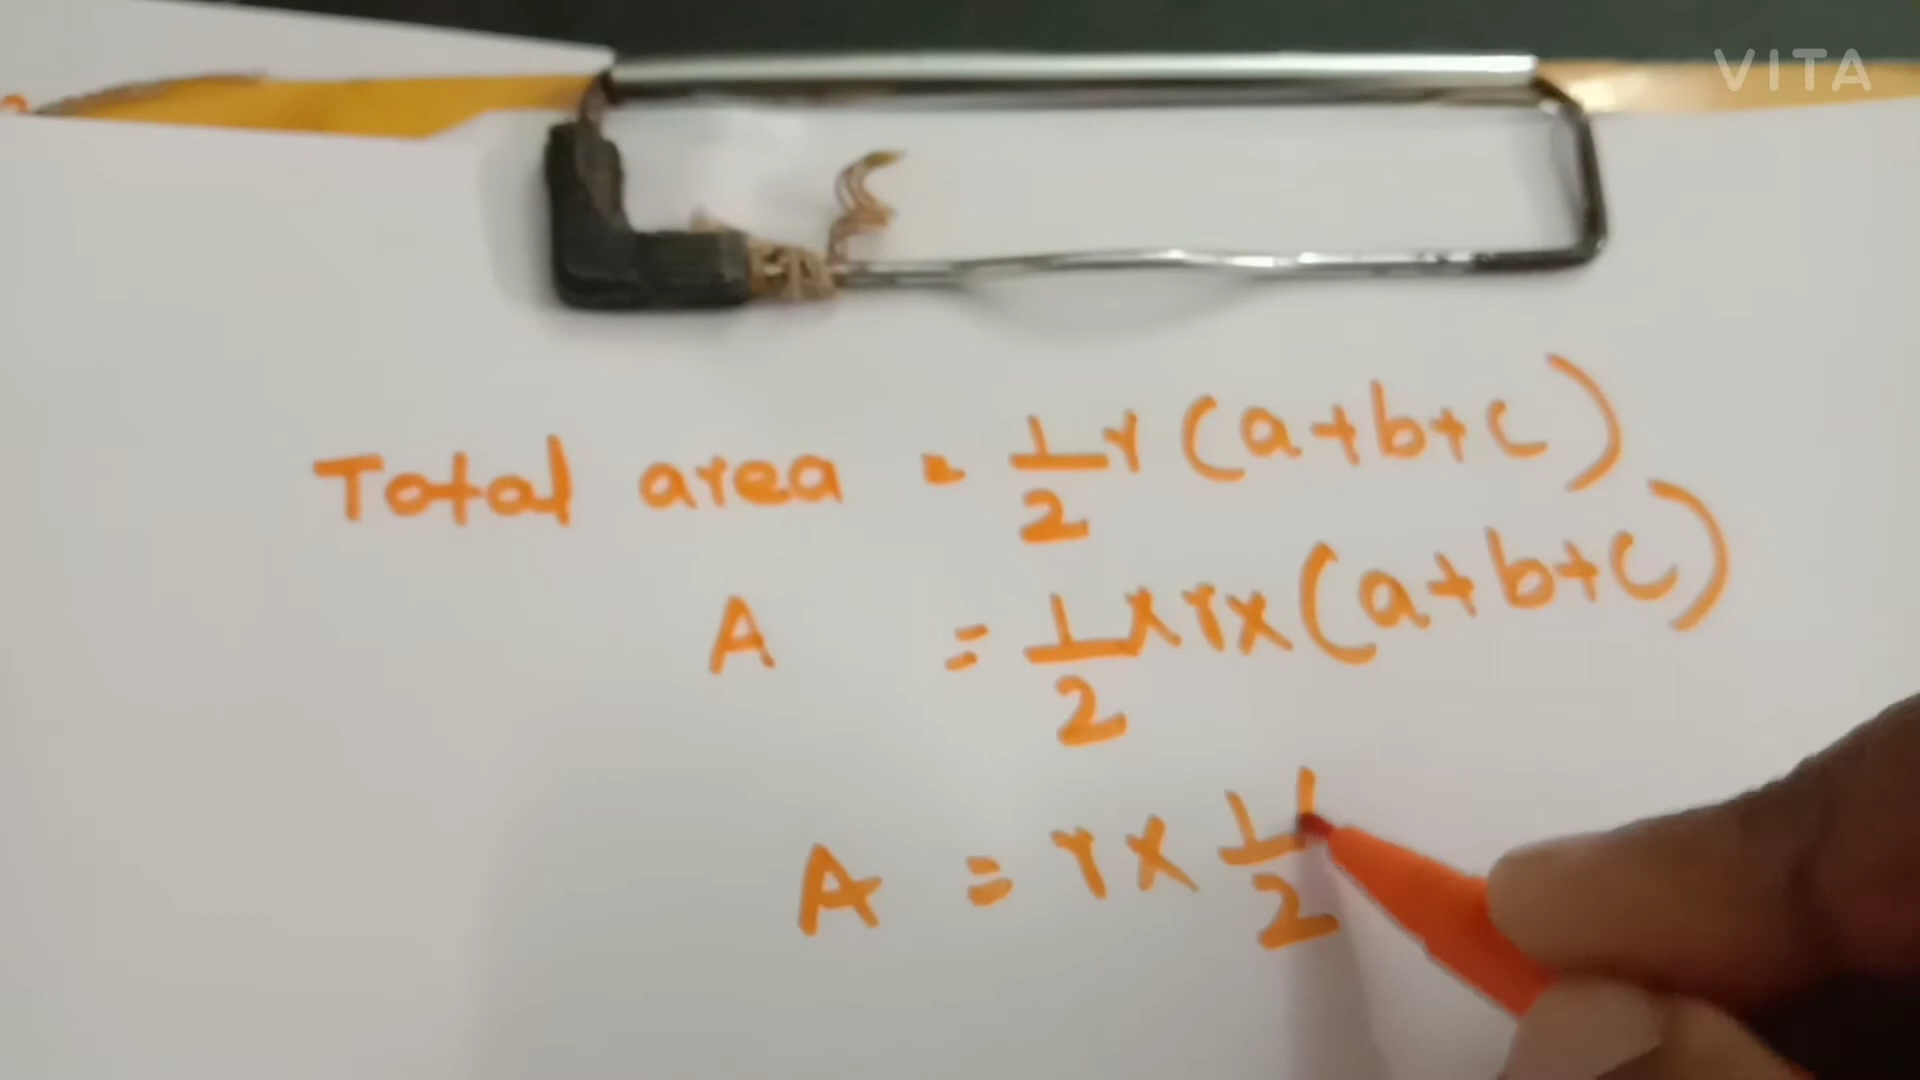 VITA
Total area = 1/2 r (a+b+c)
A = 1/2 x r x (a+b+c)
A = r x 1/2